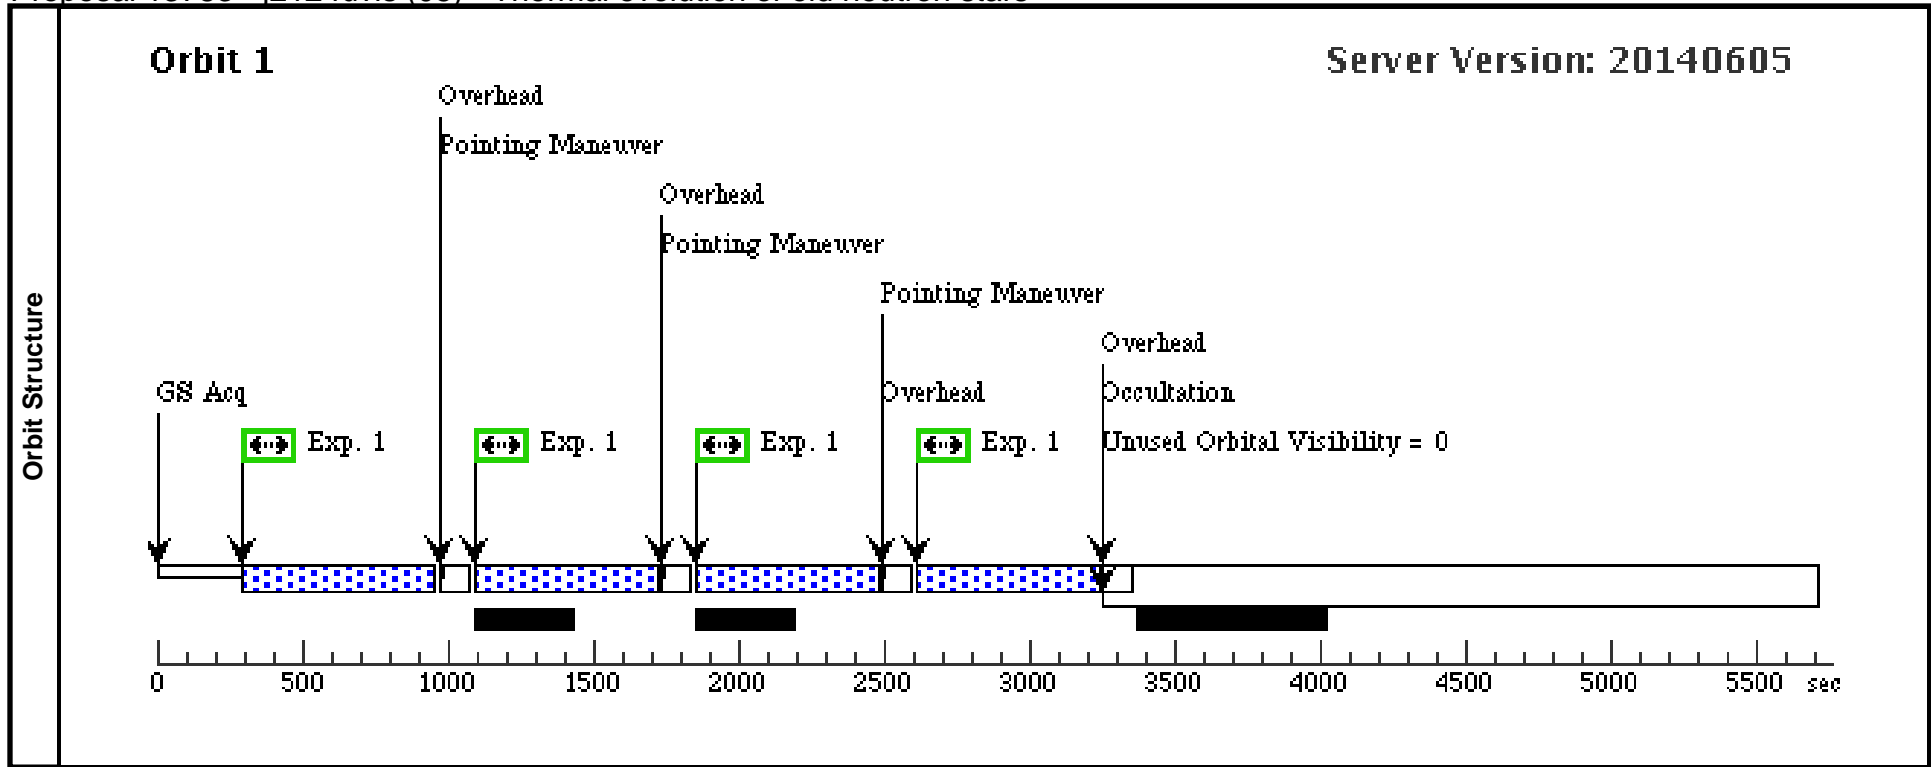 Orbit Structure
Orbit 1
Server Version: 20140605
Overhead
Pointing Maneuver
Overhead
Pointing Maneuver
Pointing Maneuver
Overhead
GS Acq
Overhead
Occultation
Exp. 1
Exp. 1
Exp. 1
Exp. 1
Unused Orbital Visibility = 0
0 500 1000 1500 2000 2500 3000 3500 4000 4500 5000 5500 sec